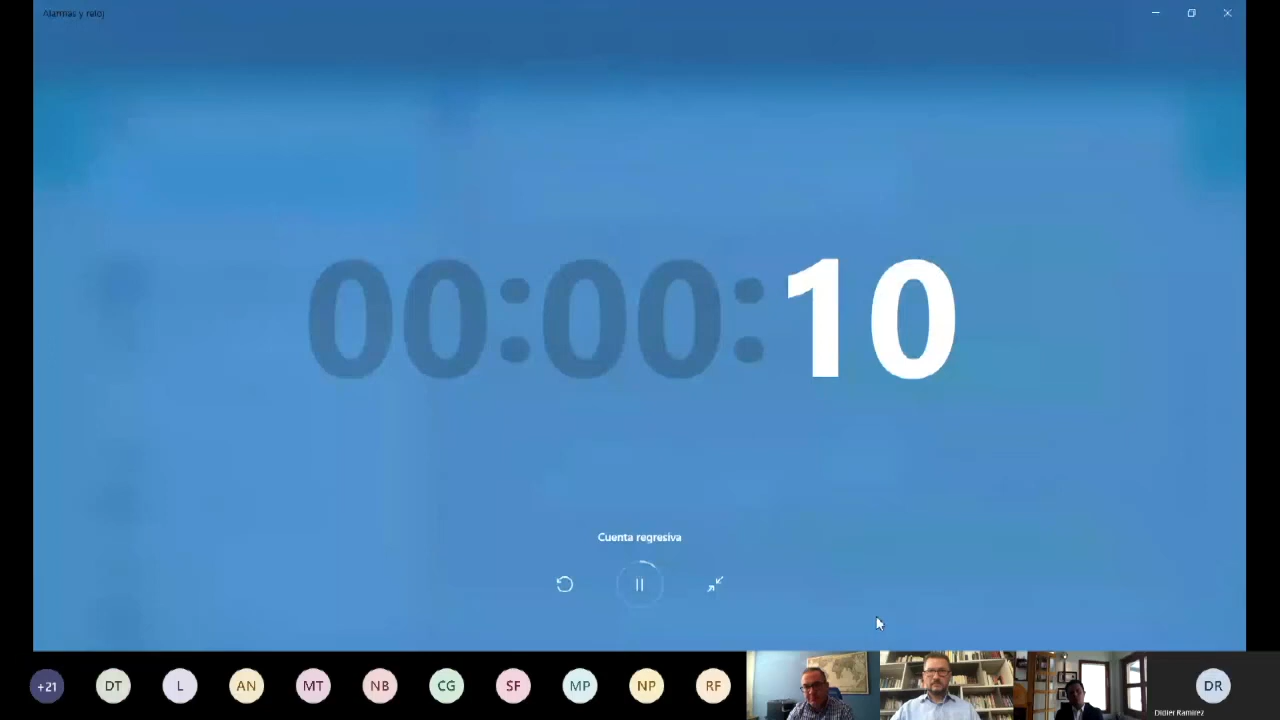 Alarmas y reloj
00:00:10
Cuenta regresiva
+21 DT L AN MT NB CG SF MP NP RF DR
Didier Ramirez